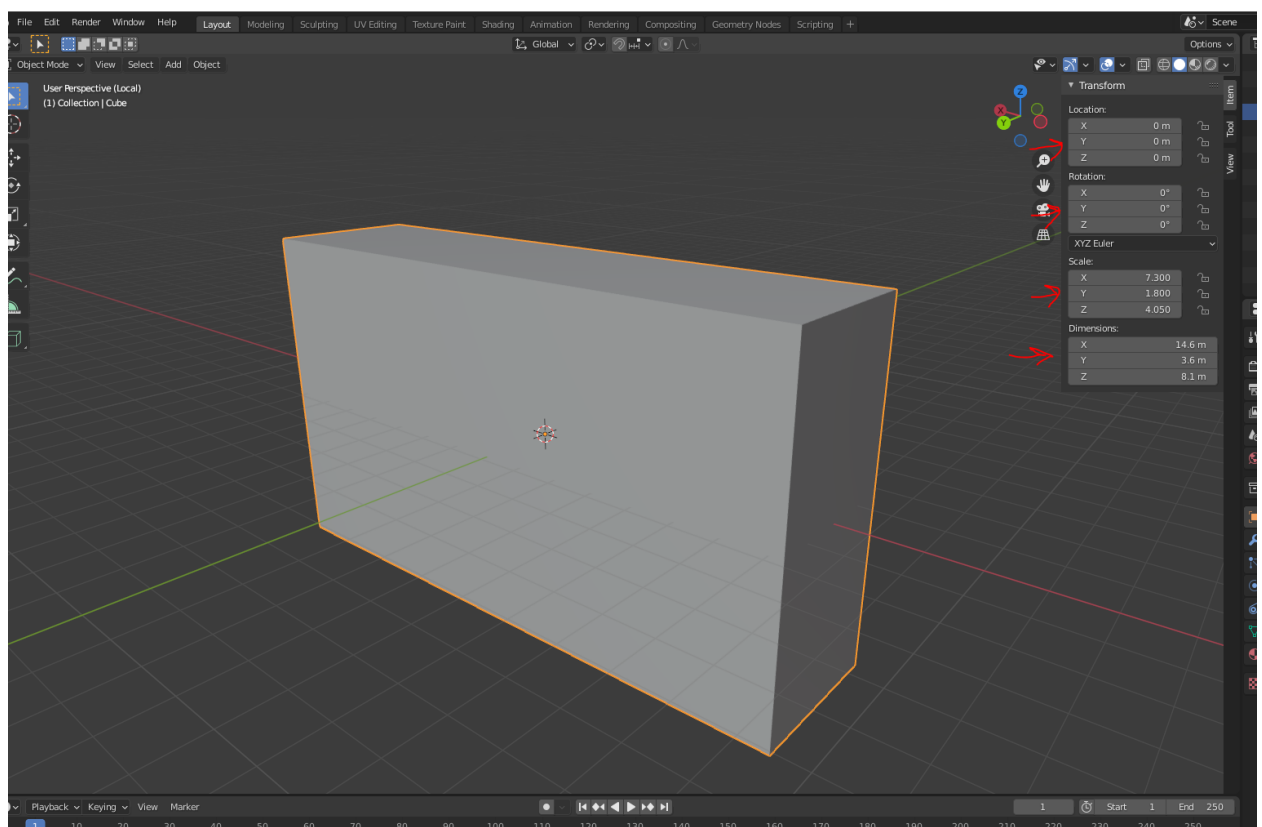 File Edit Render Window Help Layout Modeling Sculpting UV Editing Texture Paint Shading Animation Rendering Compositing Geometry Nodes Scripting + Scene
Global Options
Object Mode View Select Add Object
User Perspective (Local)
(1) Collection | Cube
Z
X
Y
Transform
Item
Tool
View
Location:
X 0 m
Y 0 m
Z 0 m
Rotation:
X 0°
Y 0°
Z 0°
XYZ Euler
Scale:
X 7.300
Y 1.800
Z 4.050
Dimensions:
X 14.6 m
Y 3.6 m
Z 8.1 m
Playback Keying View Marker 1 Start 1 End 250
1 10 20 30 40 50 60 70 80 90 100 110 120 130 140 150 160 170 180 190 200 210 220 230 240 250